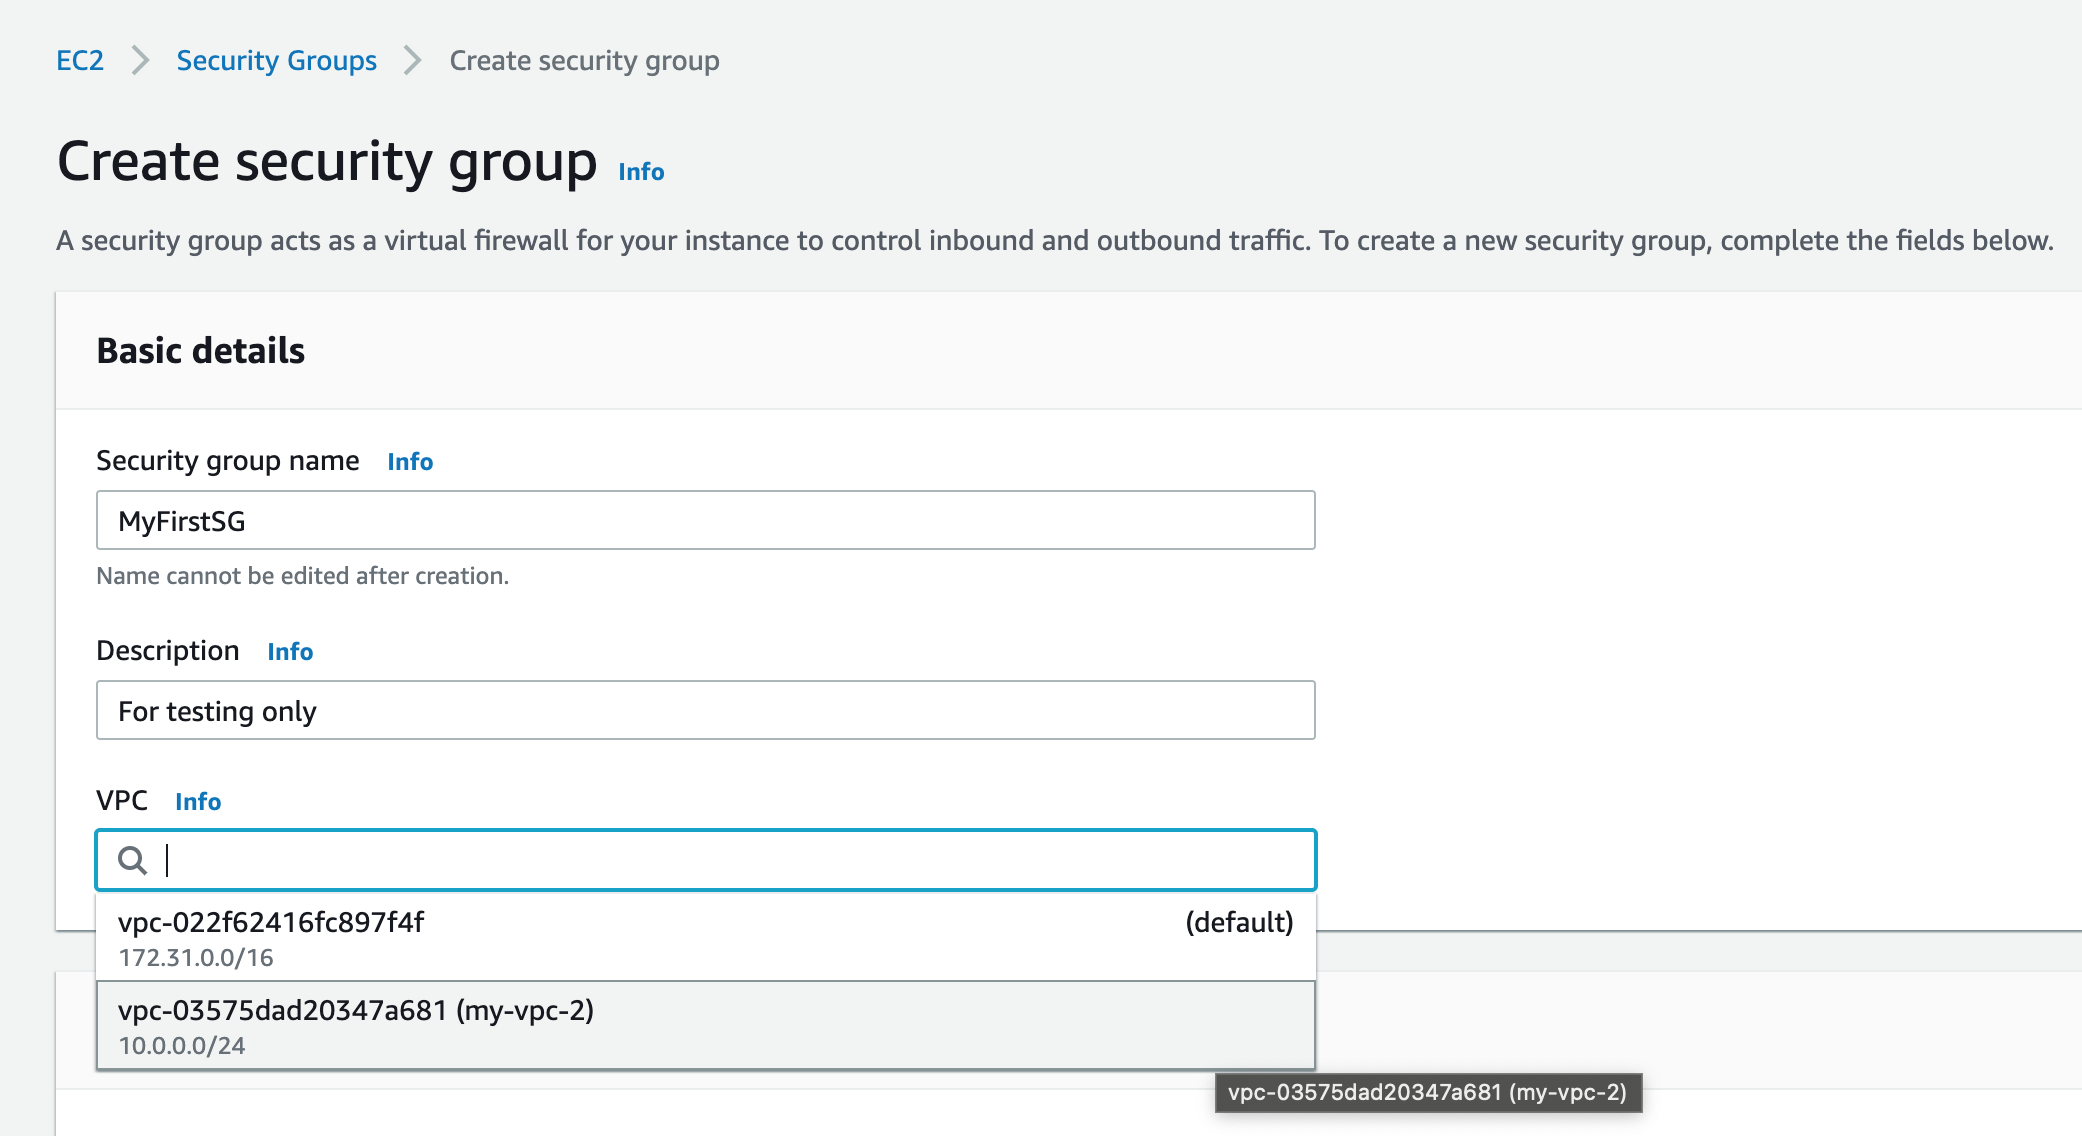 EC2 Security Groups Create security group
Create security group Info
A security group acts as a virtual firewall for your instance to control inbound and outbound traffic. To create a new security group, complete the fields below.
Basic details
Security group name Info
MyFirstSG
Name cannot be edited after creation.
Description Info
For testing only
VPC Info
vpc-022f62416fc897f4f (default)
172.31.0.0/16
vpc-03575dad20347a681 (my-vpc-2)
10.0.0.0/24
vpc-03575dad20347a681 (my-vpc-2)